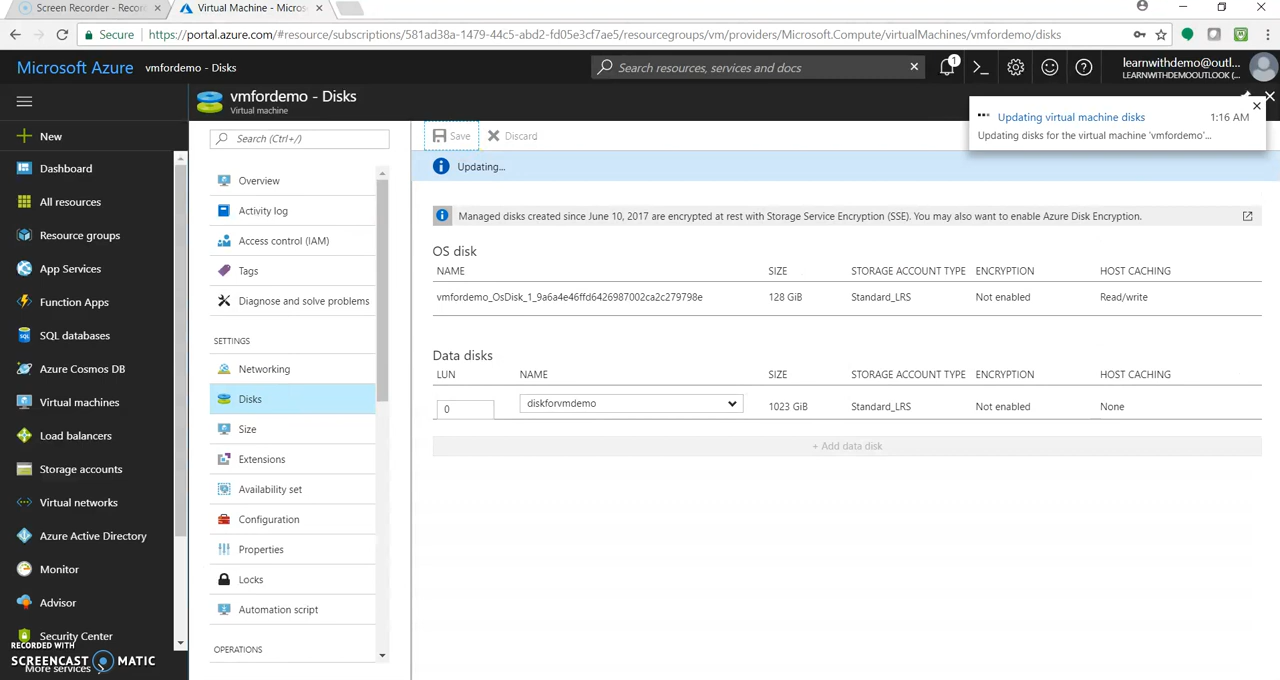 Screen Recorder - Record
Virtual Machine - Micros
Secure
https://portal.azure.com/#resource/subscriptions/581ad38a-1479-44c5-abd2-fd05e3cf7ae5/resourcegroups/vm/providers/Microsoft.Compute/virtualMachines/vmfordemo/disks
Microsoft Azure
vmfordemo - Disks
Search resources, services and docs
1
learnwithdemo@outl...
LEARNWITHDEMOOUTLOOK (...
vmfordemo - Disks
Virtual machine
Updating virtual machine disks
1:16 AM
Updating disks for the virtual machine 'vmfordemo'...
New
Dashboard
All resources
Resource groups
App Services
Function Apps
SQL databases
Azure Cosmos DB
Virtual machines
Load balancers
Storage accounts
Virtual networks
Azure Active Directory
Monitor
Advisor
Security Center
More services
RECORDED WITH
SCREENCAST MATIC
Search (Ctrl+/)
Overview
Activity log
Access control (IAM)
Tags
Diagnose and solve problems
SETTINGS
Networking
Disks
Size
Extensions
Availability set
Configuration
Properties
Locks
Automation script
OPERATIONS
Save
Discard
Updating...
Managed disks created since June 10, 2017 are encrypted at rest with Storage Service Encryption (SSE). You may also want to enable Azure Disk Encryption.
OS disk
NAME SIZE STORAGE ACCOUNT TYPE ENCRYPTION HOST CACHING
vmfordemo_OsDisk_1_9a6a4e46ffd6426987002ca2c279798e 128 GiB Standard_LRS Not enabled Read/write
Data disks
LUN NAME SIZE STORAGE ACCOUNT TYPE ENCRYPTION HOST CACHING
0 diskforvmdemo 1023 GiB Standard_LRS Not enabled None
+ Add data disk